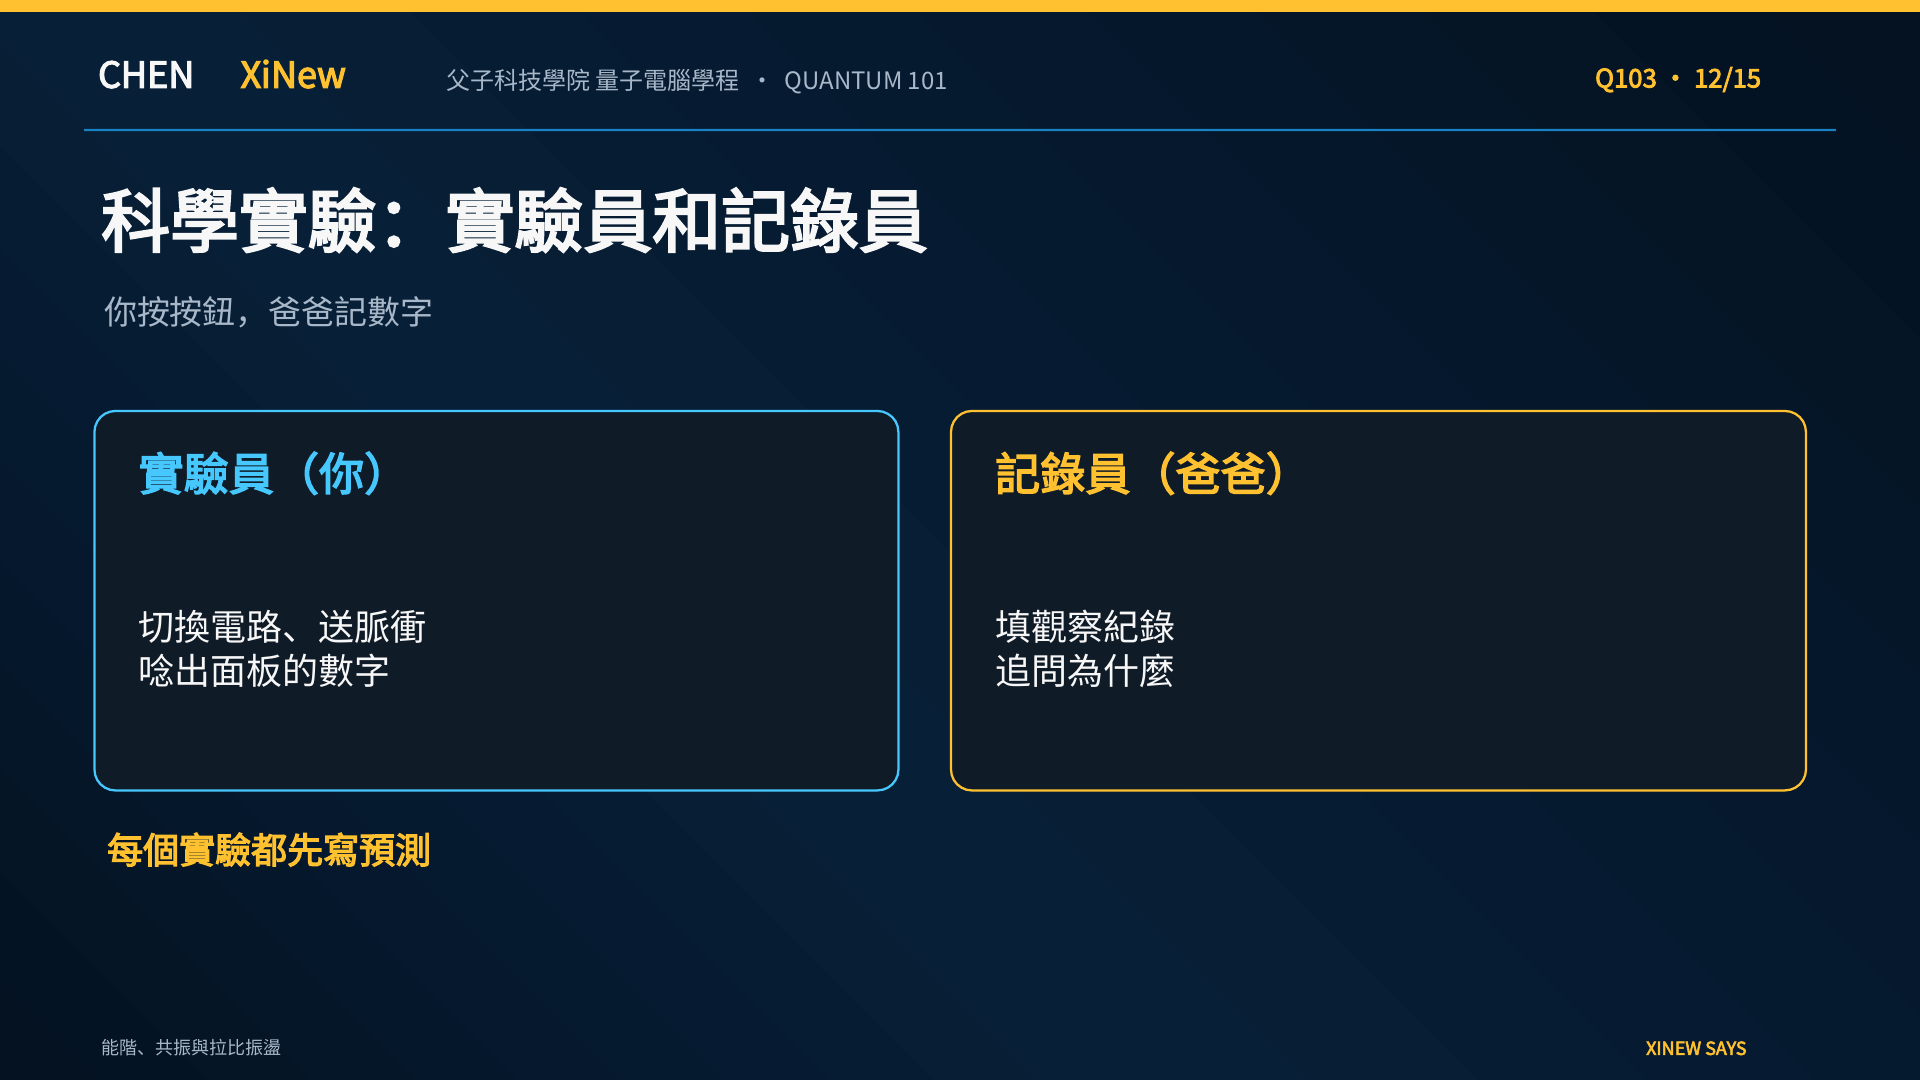 CHEN XiNew 父子科技學院 量子電腦學程 • QUANTUM 101 Q103 • 12/15
科學實驗：實驗員和記錄員
你按按鈕，爸爸記數字
實驗員（你）
切換電路、送脈衝
唸出面板的數字
記錄員（爸爸）
填觀察紀錄
追問為什麼
每個實驗都先寫預測
能階、共振與拉比振盪 XINEW SAYS